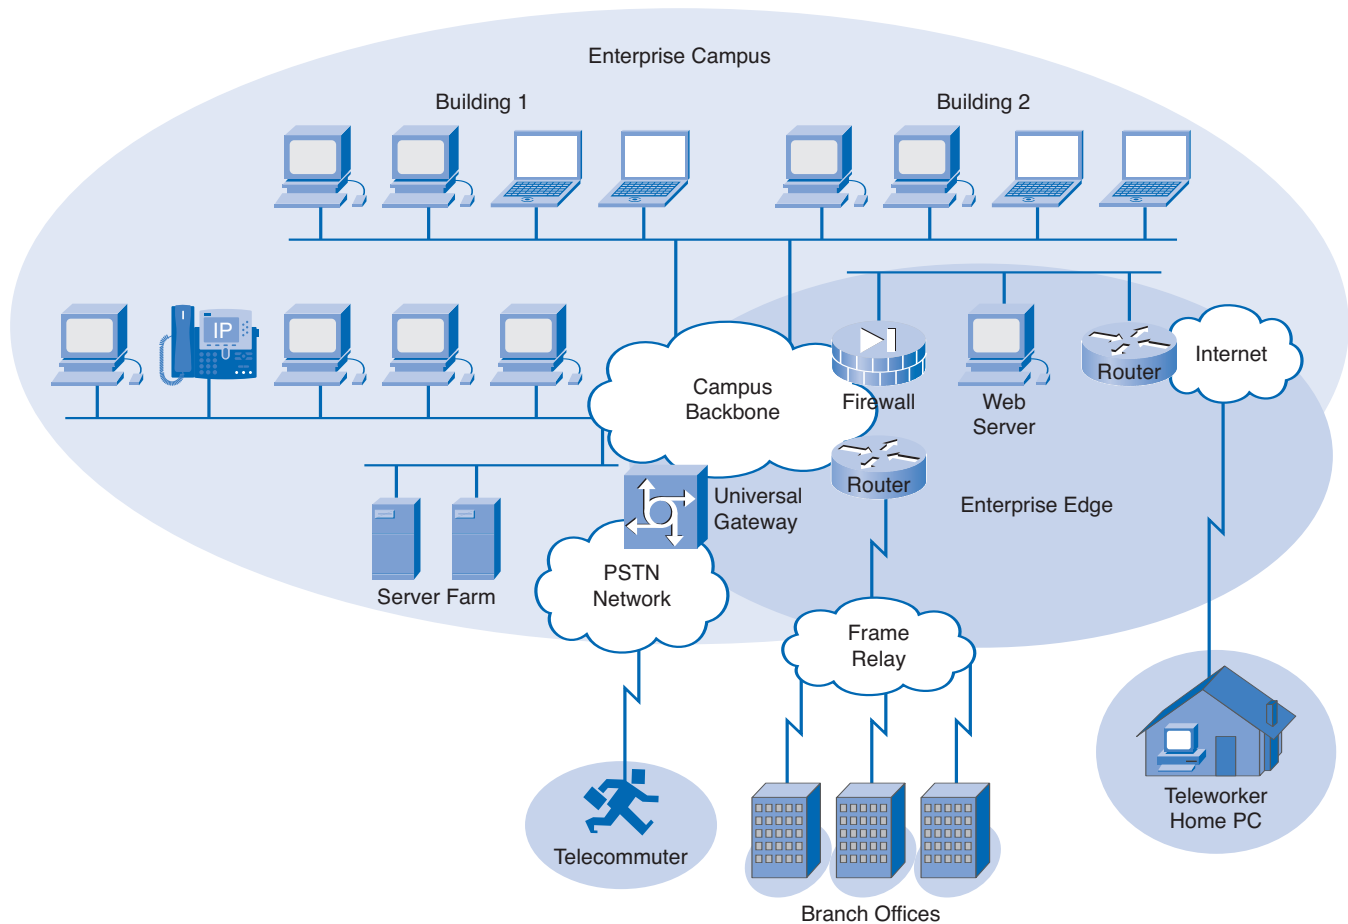 Enterprise Campus
Building 1
Building 2
IP
Campus
Backbone
Firewall
Web
Server
Router
Internet
Router
Universal
Gateway
Enterprise Edge
Server Farm
PSTN
Network
Frame
Relay
Telecommuter
Branch Offices
Teleworker
Home PC